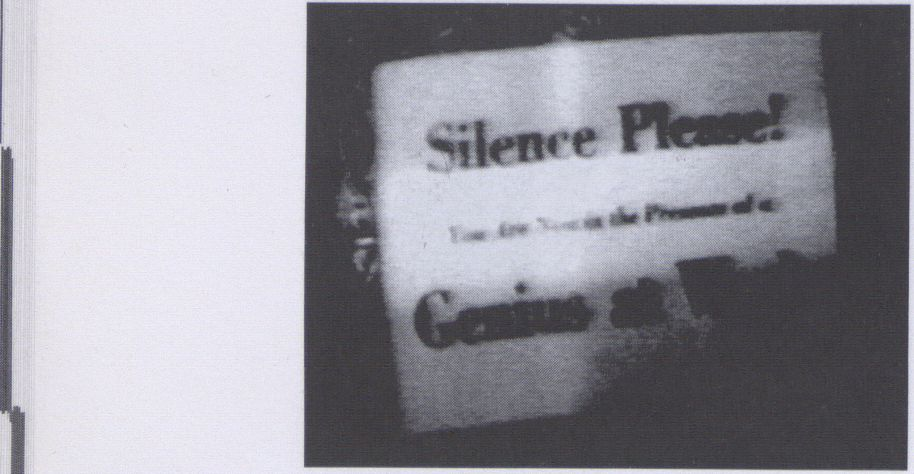 Silence Please!
You Are Now in the Presence of a
Genius at